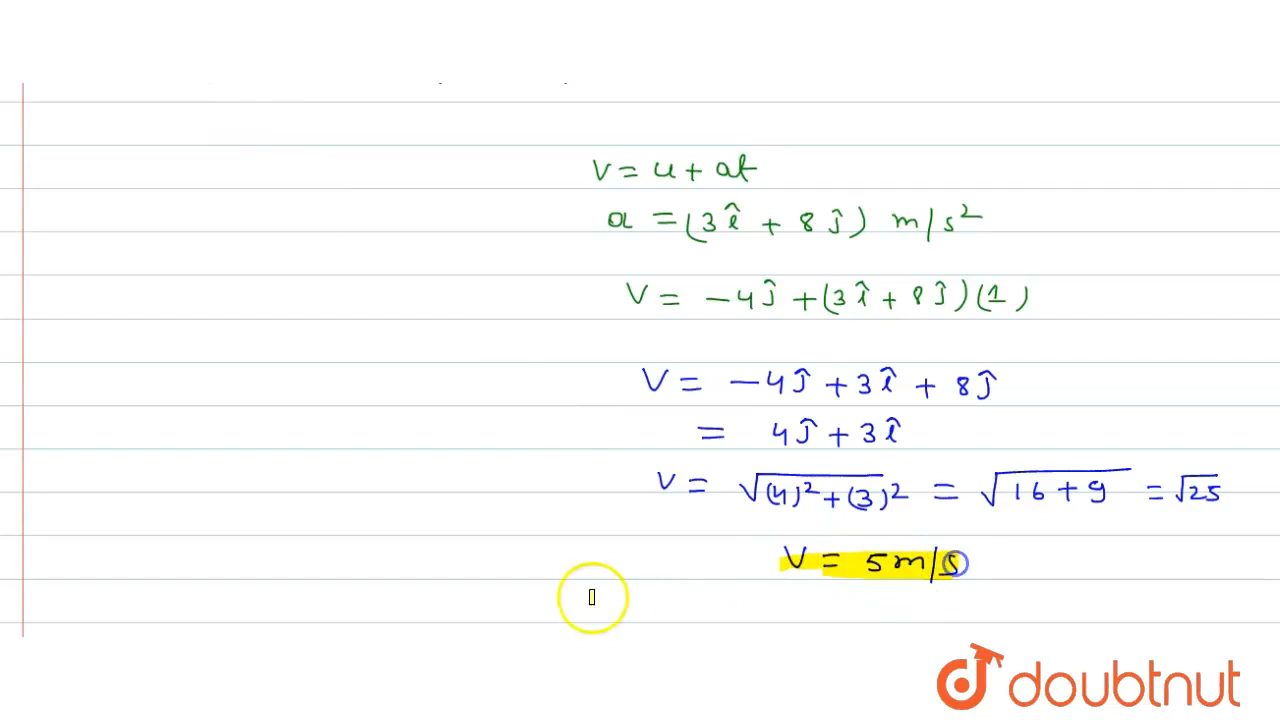 v = u + at
a = (3î + 8ĵ) m/s²
V = -4ĵ + (3î + 8ĵ)(1)
V = -4ĵ + 3î + 8ĵ
= 4ĵ + 3î
V = √(4)²+(3)² = √16+9 = √25
V = 5m/s
doubtnut